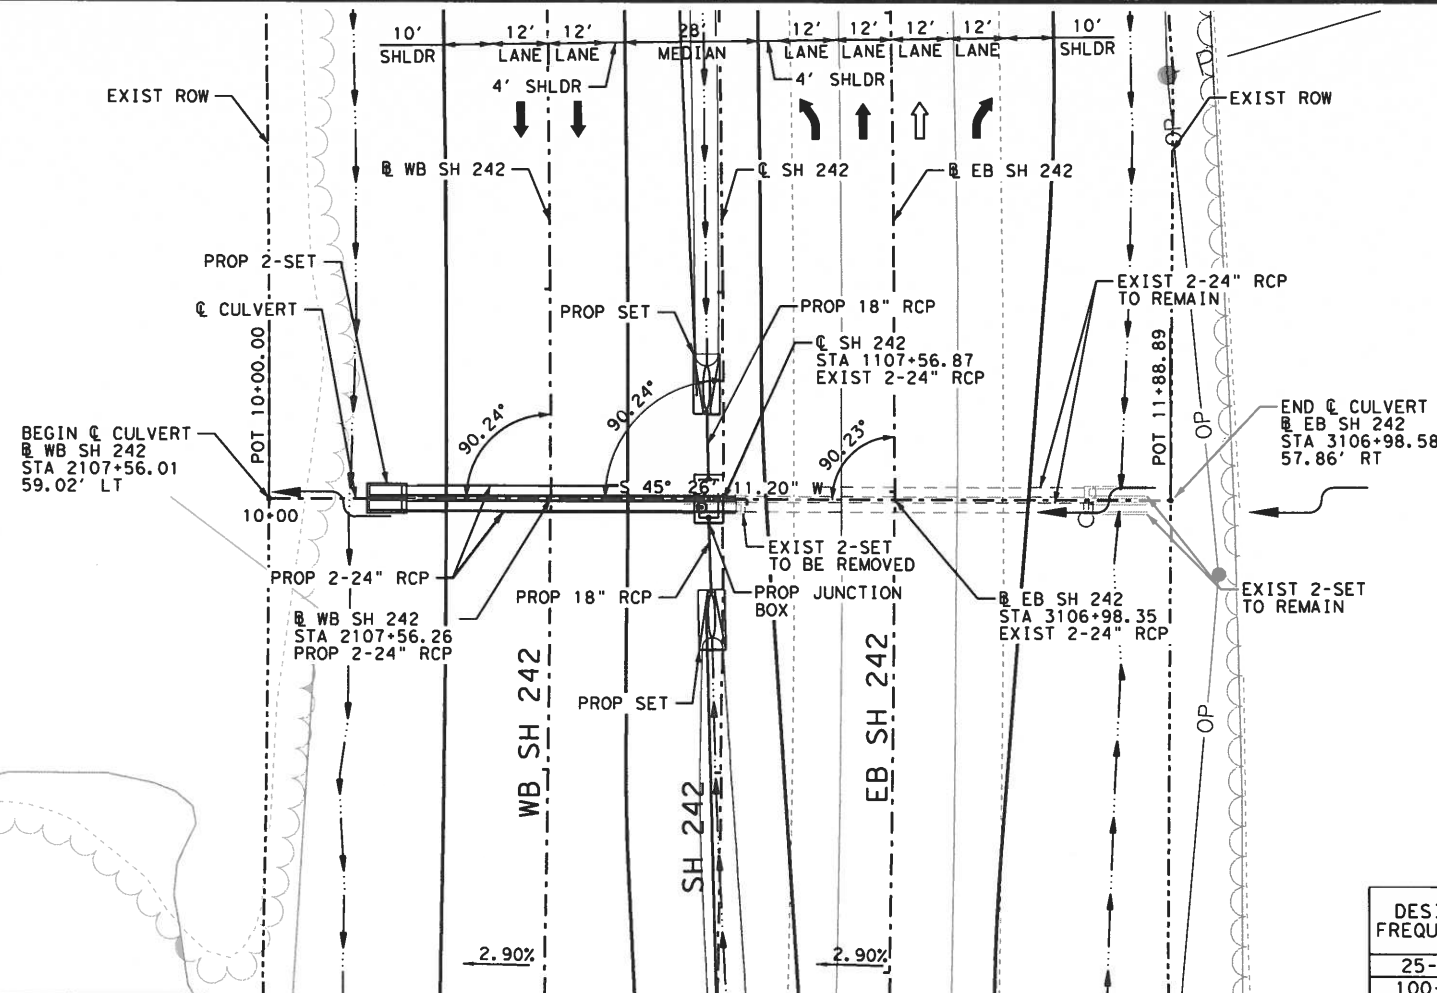 10' SHLDR
12' LANE
12' LANE
28' MEDIAN
12' LANE
12' LANE
12' LANE
12' LANE
10' SHLDR
4' SHLDR
4' SHLDR
EXIST ROW
EXIST ROW
OP
℄ SH 242
WB SH 242
EB SH 242
PROP 2-SET
℄ CULVERT
PROP SET
PROP 18" RCP
EXIST 2-24" RCP
TO REMAIN
℄ SH 242
STA 1107+56.87
EXIST 2-24" RCP
POT 10+00.00
POT 11+88.89
90.24°
90.24°
90.23°
BEGIN ℄ CULVERT
WB SH 242
STA 2107+56.01
59.02' LT
END ℄ CULVERT
EB SH 242
STA 3106+98.58
57.86' RT
10+00
S 45° 26' 11.20" W
EXIST 2-SET
TO BE REMOVED
PROP 2-24" RCP
PROP 18" RCP
PROP JUNCTION
BOX
EXIST 2-SET
TO REMAIN
WB SH 242
STA 2107+56.26
PROP 2-24" RCP
EB SH 242
STA 3106+98.35
EXIST 2-24" RCP
PROP SET
WB SH 242
SH 242
EB SH 242
OP
OP
2.90%
2.90%
25-
100-